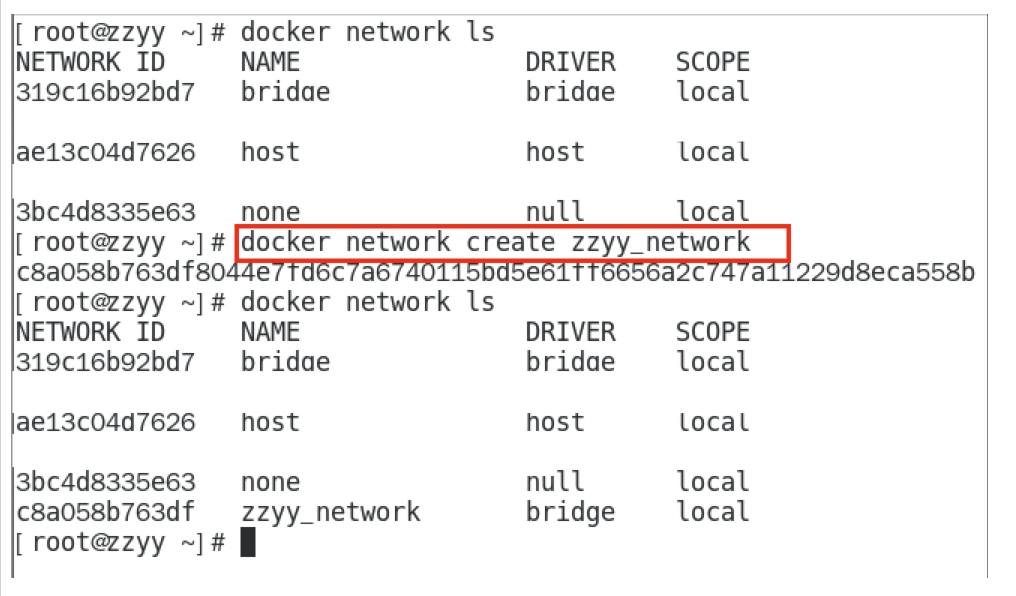 [ root@zzyy ~]# docker network ls
NETWORK ID     NAME               DRIVER    SCOPE
319c16b92bd7   bridge             bridge    local
ae13c04d7626   host               host      local
3bc4d8335e63   none               null      local
[ root@zzyy ~]# docker network create zzyy_network
c8a058b763df8044e7fd6c7a6740115bd5e61ff6656a2c747a11229d8eca558b
[ root@zzyy ~]# docker network ls
NETWORK ID     NAME               DRIVER    SCOPE
319c16b92bd7   bridge             bridge    local
ae13c04d7626   host               host      local
3bc4d8335e63   none               null      local
c8a058b763df   zzyy_network       bridge    local
[ root@zzyy ~]#